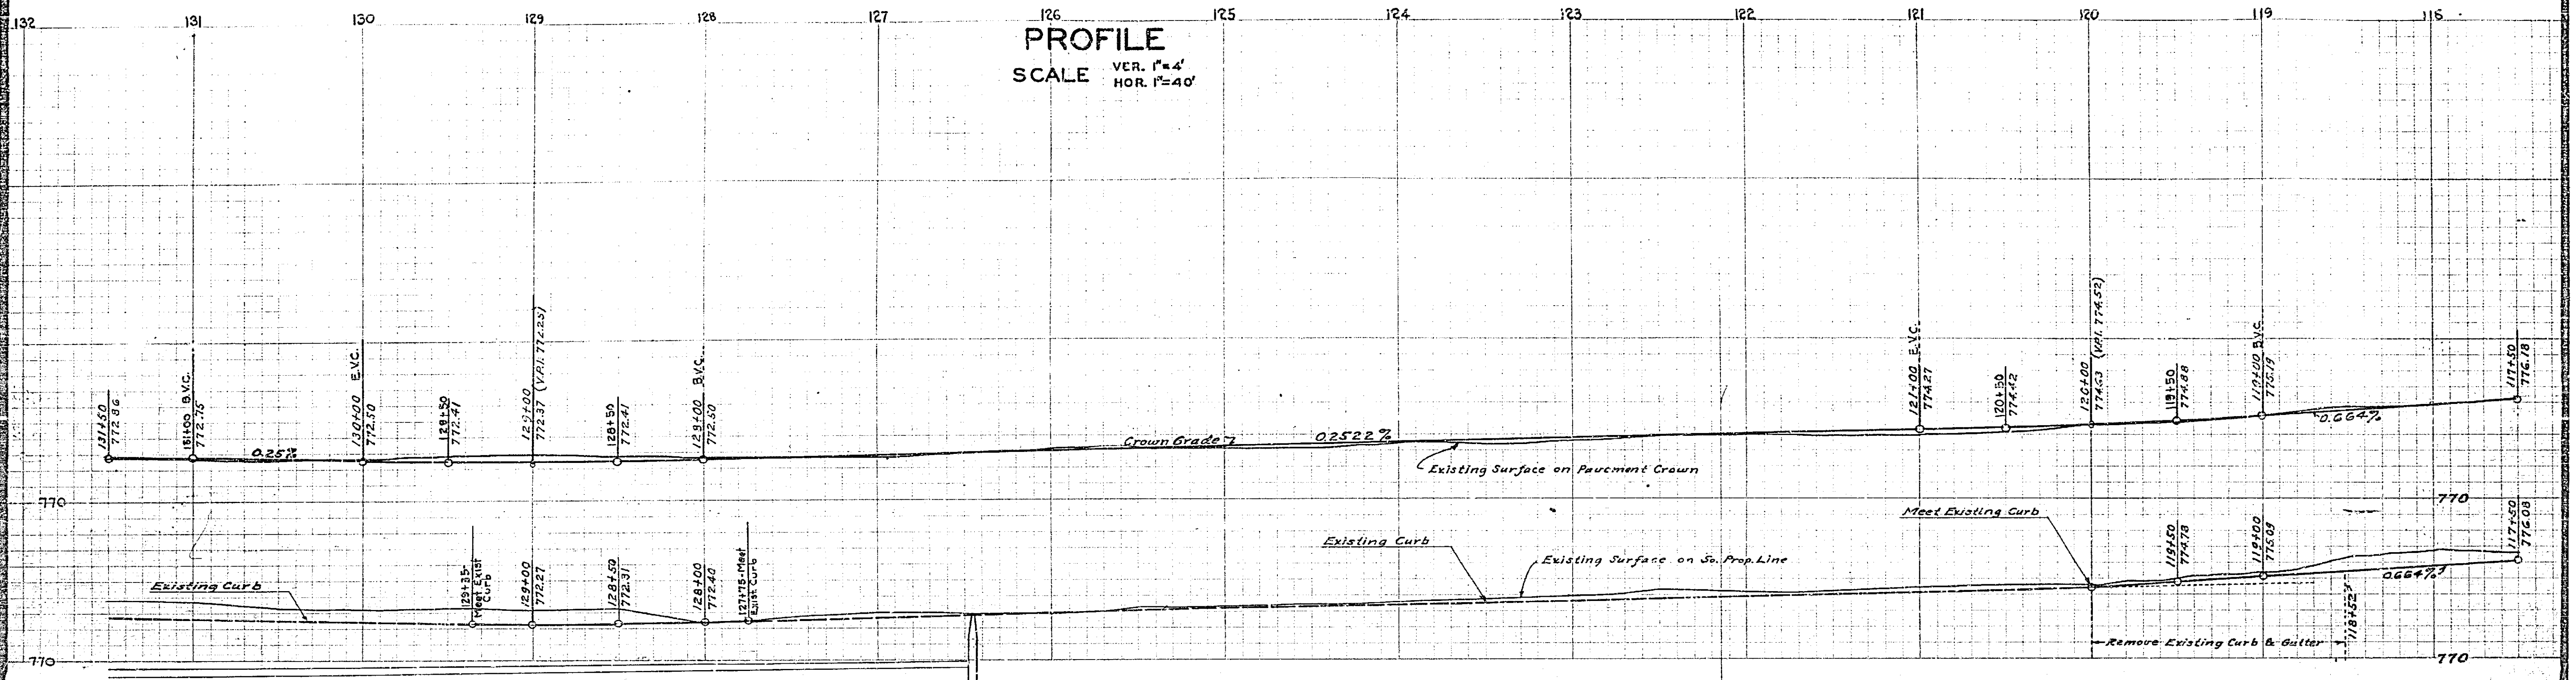 132 131 130 129 128 127 126 125 124 123 122 121 120 119 118
PROFILE
SCALE VER. 1"=4'
HOR. 1"=40'
131+50
772.86
131+00 B.V.C.
772.75
0.25%
130+00 E.V.C.
772.50
129+50
772.41
129+00
772.37 (V.P.I. 772.25)
128+50
772.41
128+00 B.V.C.
772.50
Crown Grade
0.2522%
Existing Surface on Pavement Crown
121+00 E.V.C.
774.27
120+50
774.42
120+00
774.63 (V.P.I. 774.52)
119+50
774.88
119+00 B.V.C.
775.19
0.664%
117+50
776.18
770
770
Existing Curb
129+35-
Meet Exist
Curb
129+00
772.27
128+50
772.31
128+00
772.40
127+75-Meet
Exist Curb
Existing Curb
Existing Surface on So. Prop. Line
Meet Existing Curb
119+50
774.78
119+00
775.09
0.664%
118+52
117+50
776.08
Remove Existing Curb & Gutter
770
770